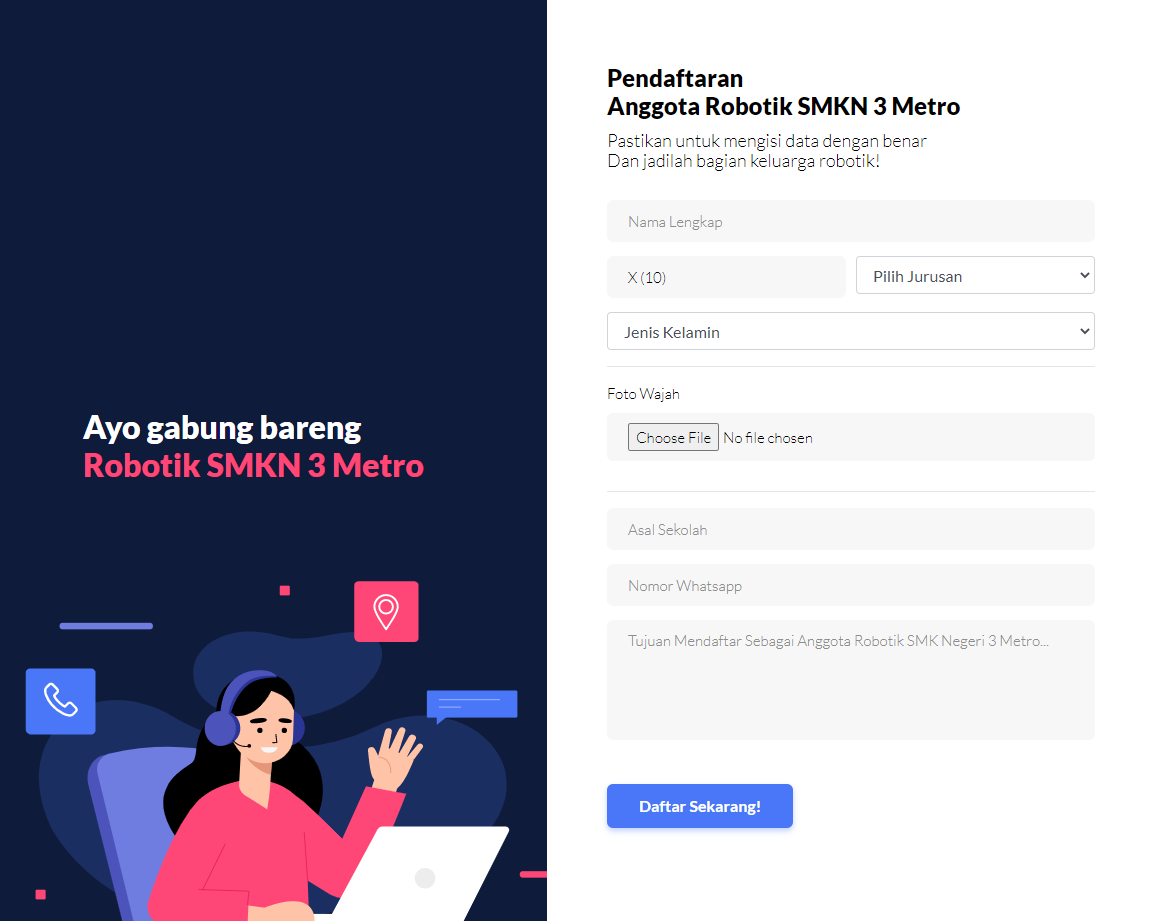 Ayo gabung bareng
Robotik SMKN 3 Metro
Pendaftaran
Anggota Robotik SMKN 3 Metro
Pastikan untuk mengisi data dengan benar
Dan jadilah bagian keluarga robotik!
Nama Lengkap
X (10)
Pilih Jurusan
Jenis Kelamin
Foto Wajah
Choose File No file chosen
Asal Sekolah
Nomor Whatsapp
Tujuan Mendaftar Sebagai Anggota Robotik SMK Negeri 3 Metro...
Daftar Sekarang!